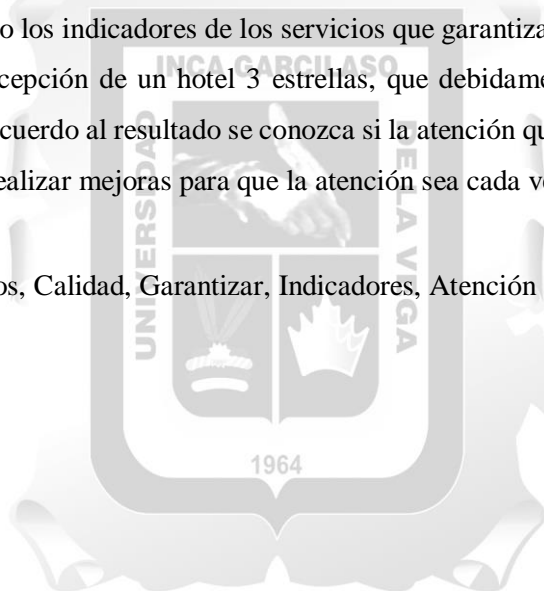 o los indicadores de los servicios que garantiza
INCA GARCILASO
cepción de un hotel 3 estrellas, que debidame
cuerdo al resultado se conozca si la atención qu
ealizar mejoras para que la atención sea cada v
UNIVERSIDAD
DE LA VEGA
os, Calidad, Garantizar, Indicadores, Atención
1964